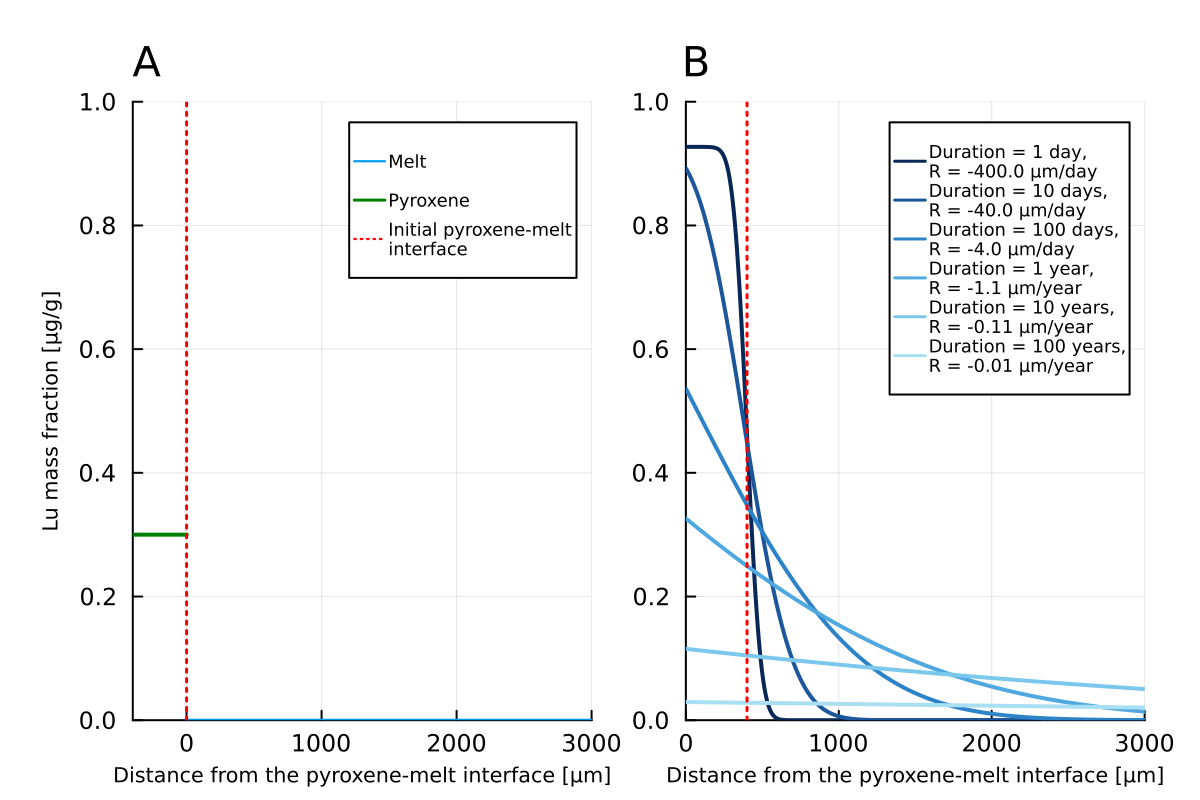 A
1.0
0.8
0.6
0.4
0.2
0.0
Lu mass fraction [µg/g]
Melt
Pyroxene
Initial pyroxene-melt
interface
0
1000
2000
3000
Distance from the pyroxene-melt interface [µm]
B
1.0
0.8
0.6
0.4
0.2
0.0
Duration = 1 day,
R = -400.0 µm/day
Duration = 10 days,
R = -40.0 µm/day
Duration = 100 days,
R = -4.0 µm/day
Duration = 1 year,
R = -1.1 µm/year
Duration = 10 years,
R = -0.11 µm/year
Duration = 100 years,
R = -0.01 µm/year
0
1000
2000
3000
Distance from the pyroxene-melt interface [µm]